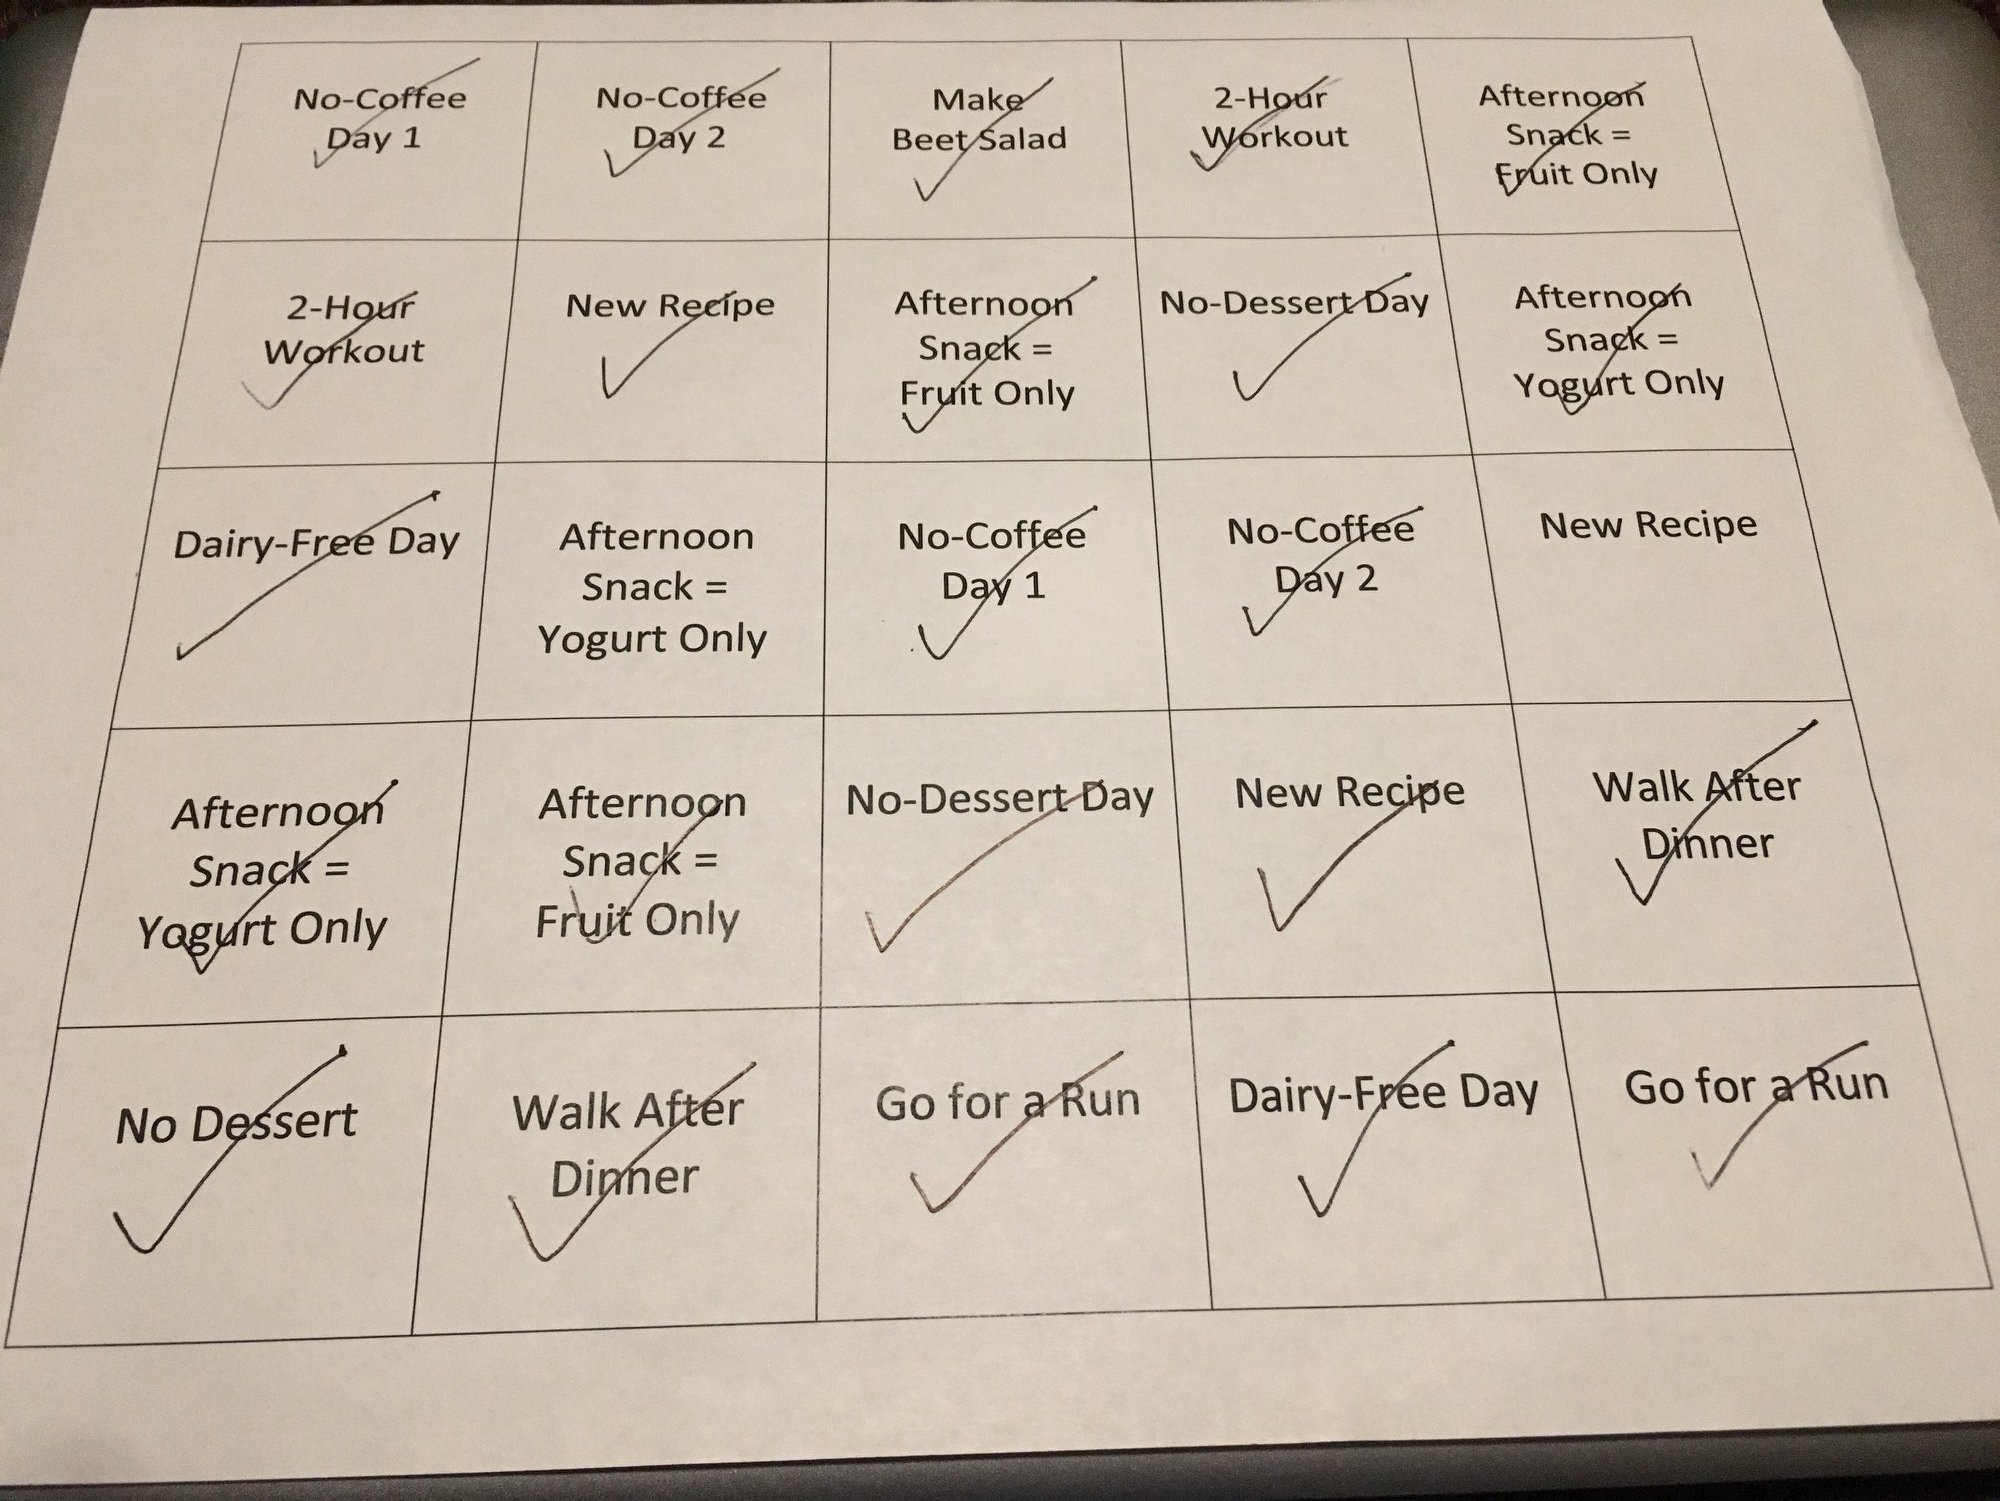 No-Coffee
Day 1
No-Coffee
Day 2
Make
Beet Salad
2-Hour
Workout
Afternoon
Snack =
Fruit Only
2-Hour
Workout
New Recipe
Afternoon
Snack =
Fruit Only
No-Dessert Day
Afternoon
Snack =
Yogurt Only
Dairy-Free Day
Afternoon
Snack =
Yogurt Only
No-Coffee
Day 1
No-Coffee
Day 2
New Recipe
Afternoon
Snack =
Yogurt Only
Afternoon
Snack =
Fruit Only
No-Dessert Day
New Recipe
Walk After
Dinner
No Dessert
Walk After
Dinner
Go for a Run
Dairy-Free Day
Go for a Run